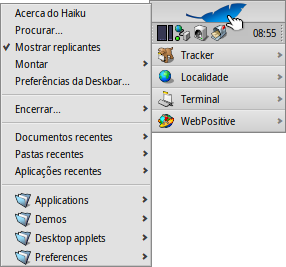 Acerca do Haiku
Procurar...
Mostrar replicantes
Montar
Preferências da Deskbar...
Encerrar...
Documentos recentes
Pastas recentes
Aplicações recentes
Applications
Demos
Desktop applets
Preferences
08:55
Tracker
Localidade
Terminal
WebPositive